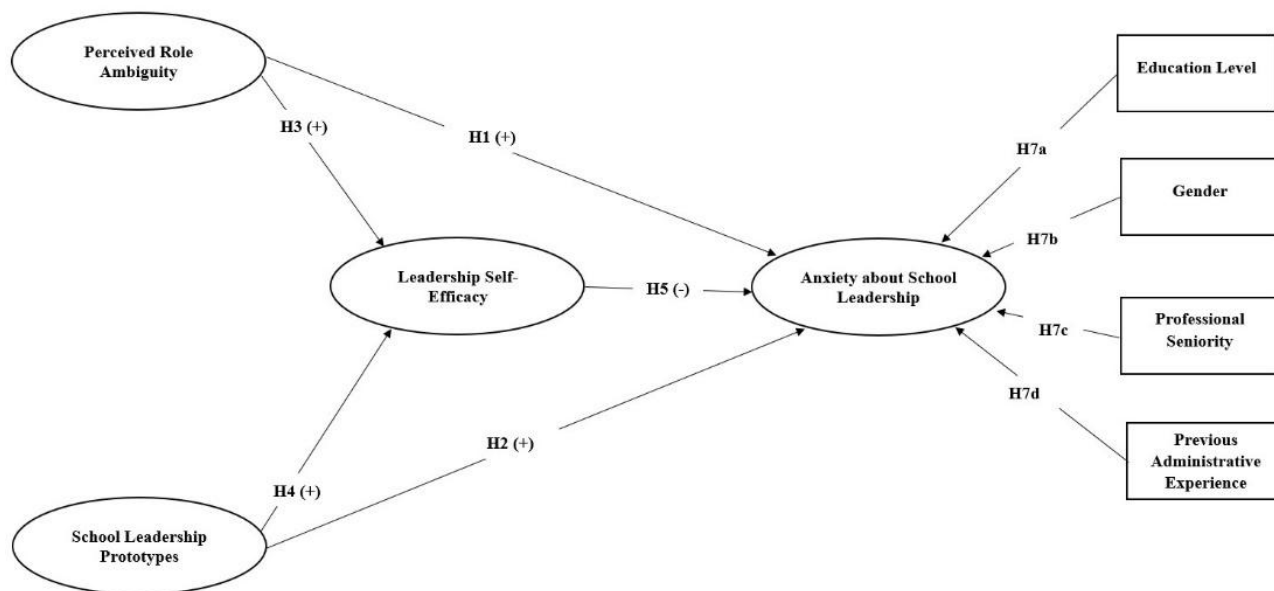 Perceived Role
Ambiguity
Education Level
H3 (+)
H1 (+)
H7a
Gender
H7b
Leadership Self-
Efficacy
H5 (-)
Anxiety about School
Leadership
Professional
Seniority
H7c
H7d
H2 (+)
Previous
Administrative
Experience
H4 (+)
School Leadership
Prototypes